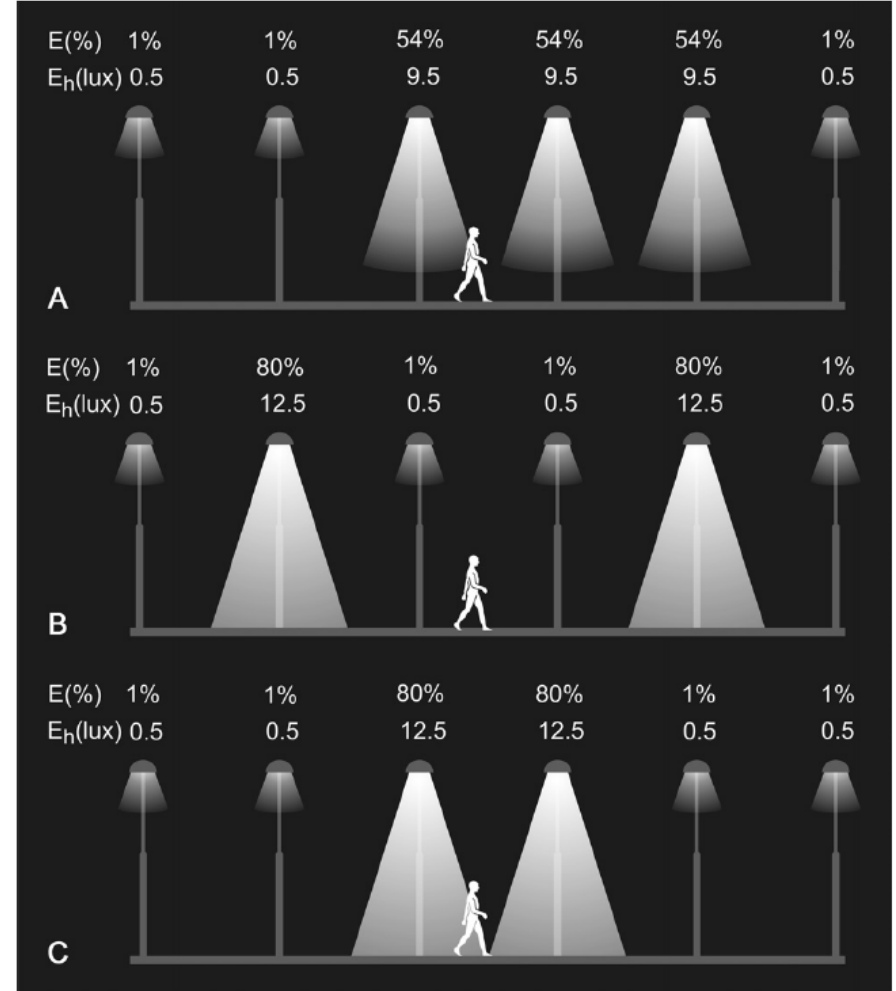 E(%) 1% 1% 54% 54% 54% 1%
Eh(lux) 0.5 0.5 9.5 9.5 9.5 0.5
A
E(%) 1% 80% 1% 1% 80% 1%
Eh(lux) 0.5 12.5 0.5 0.5 12.5 0.5
B
E(%) 1% 1% 80% 80% 1% 1%
Eh(lux) 0.5 0.5 12.5 12.5 0.5 0.5
C